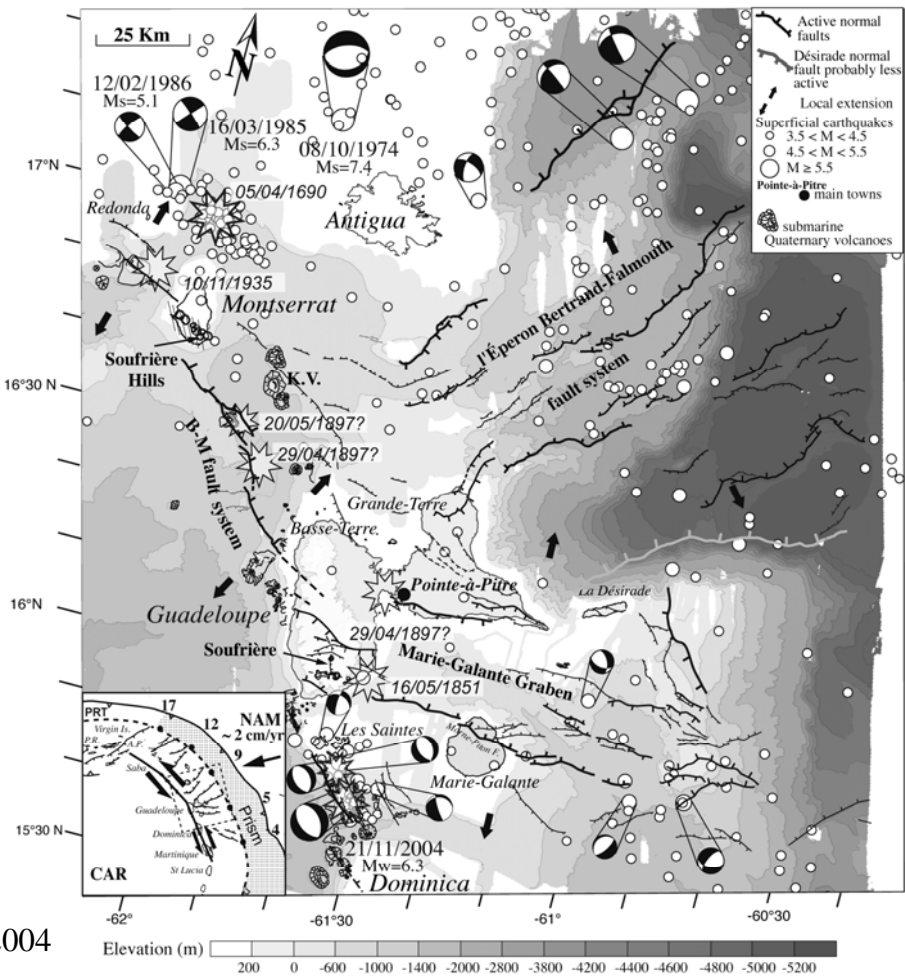 25 Km
N
12/02/1986
Ms=5.1
16/03/1985
Ms=6.3
08/10/1974
Ms=7.4
05/04/1690
Redonda
Antigua
17°N
10/11/1935
Montserrat
Soufrière
Hills
K.V.
16°30 N
20/05/1897?
29/04/1897?
B-M fault
system
l'Éperon Bertrand-Falmouth
fault system
Grande-Terre
Basse-Terre
Pointe-à-Pitre
La Désirade
16°N
Guadeloupe
29/04/1897?
Soufrière
Marie-Galante Graben
16/05/1851
Les Saintes
Morne-Piton F.
Marie-Galante
15°30 N
21/11/2004
Mw=6.3
Dominica
Active normal
faults
Désirade normal
fault probably less
active
Local extension
Superficial earthquakes
3.5 < M < 4.5
4.5 < M < 5.5
M ≥ 5.5
Pointe-à-Pitre
main towns
submarine
Quaternary volcanoes
PRT
17
12
NAM
~ 2 cm/yr
9
5
4
Virgin Is.
P.R.
A.P.
Saba
Guadeloupe
Dominica
Martinique
St Lucia
Prism
CAR
-62°
-61°30
-61°
-60°30
2004
Elevation (m)
200 0 -600 -1000 -1400 -2000 -2800 -3800 -4400 -4600 -4800 -5000 -5200